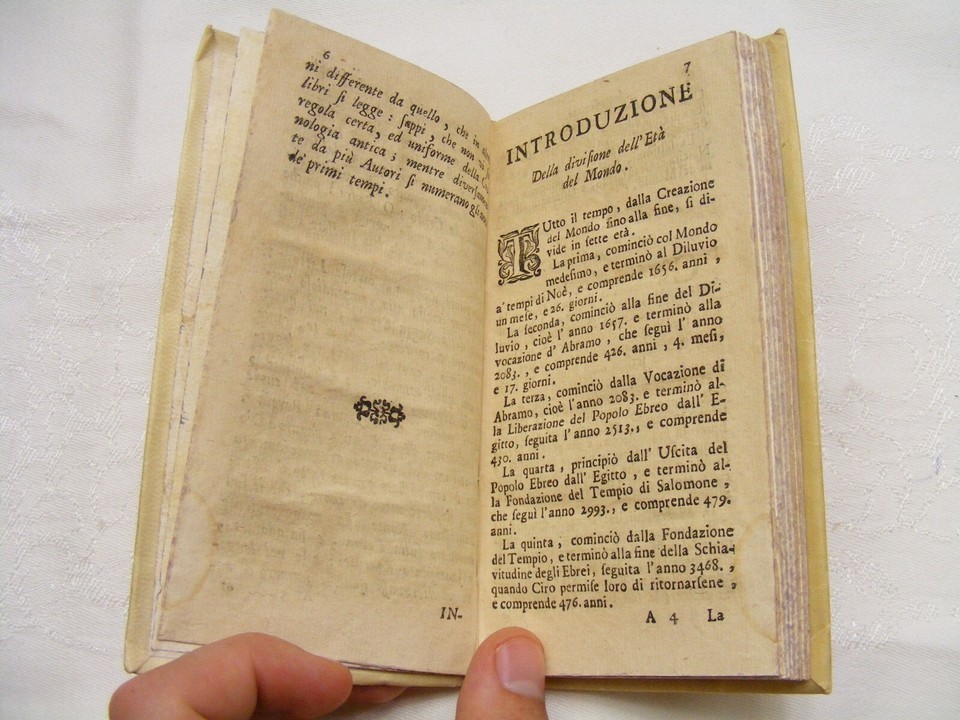 6
ni differente da quello, che in
libri si legge: sappi, che non
regola certa, ed uniforme della
nologia antica; mentre diversamen-
te da più Autori si numerano gli
de' primi tempi.
IN-
7
INTRODUZIONE
Della divisione dell'Età
del Mondo.
TUtto il tempo, dalla Creazione
del Mondo fino alla fine, si di-
vide in sette età.
La prima, cominciò col Mondo
medesimo, e terminò al Diluvio
a' tempi di Noè, e comprende 1656. anni,
un mese, e 26. giorni.
La seconda, cominciò alla fine del Di-
luvio, cioè l'anno 1657. e terminò alla
vocazione d' Abramo, che seguì l' anno
2083., e comprende 426. anni, 4. mesi,
e 17. giorni.
La terza, cominciò dalla Vocazione di
Abramo, cioè l'anno 2083. e terminò al-
la Liberazione del Popolo Ebreo dall' E-
gitto, seguita l'anno 2513., e comprende
430. anni.
La quarta, principiò dall' Uscita del
Popolo Ebreo dall' Egitto, e terminò al-
la Fondazione del Tempio di Salomone,
che seguì l'anno 2993., e comprende 479.
anni.
La quinta, cominciò dalla Fondazione
del Tempio, e terminò alla fine della Schia-
vitudine degli Ebrei, seguita l'anno 3468.,
quando Ciro permise loro di ritornarsene,
e comprende 476. anni.
A 4 La